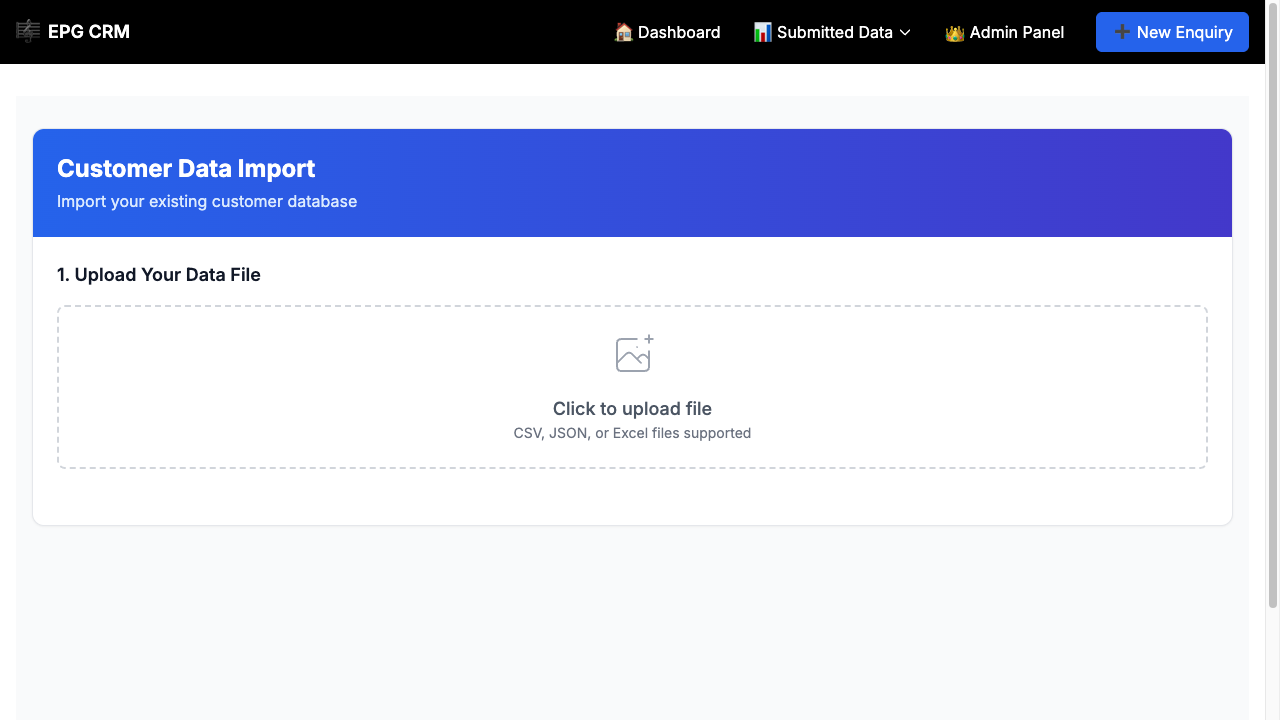 EPG CRM
Dashboard
Submitted Data
Admin Panel
New Enquiry
Customer Data Import
Import your existing customer database
1. Upload Your Data File
Click to upload file
CSV, JSON, or Excel files supported